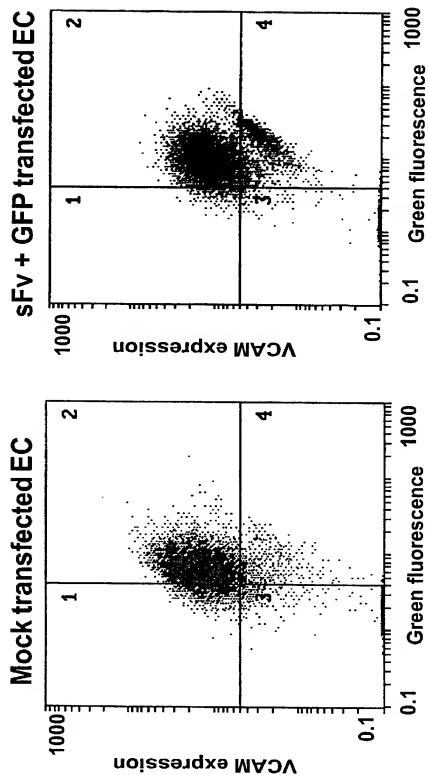 Mock transfected EC
1000
VCAM expression
0.1
1
2
3
4
0.1
1000
Green fluorescence
sFv + GFP transfected EC
1000
VCAM expression
0.1
1
2
3
4
0.1
1000
Green fluorescence